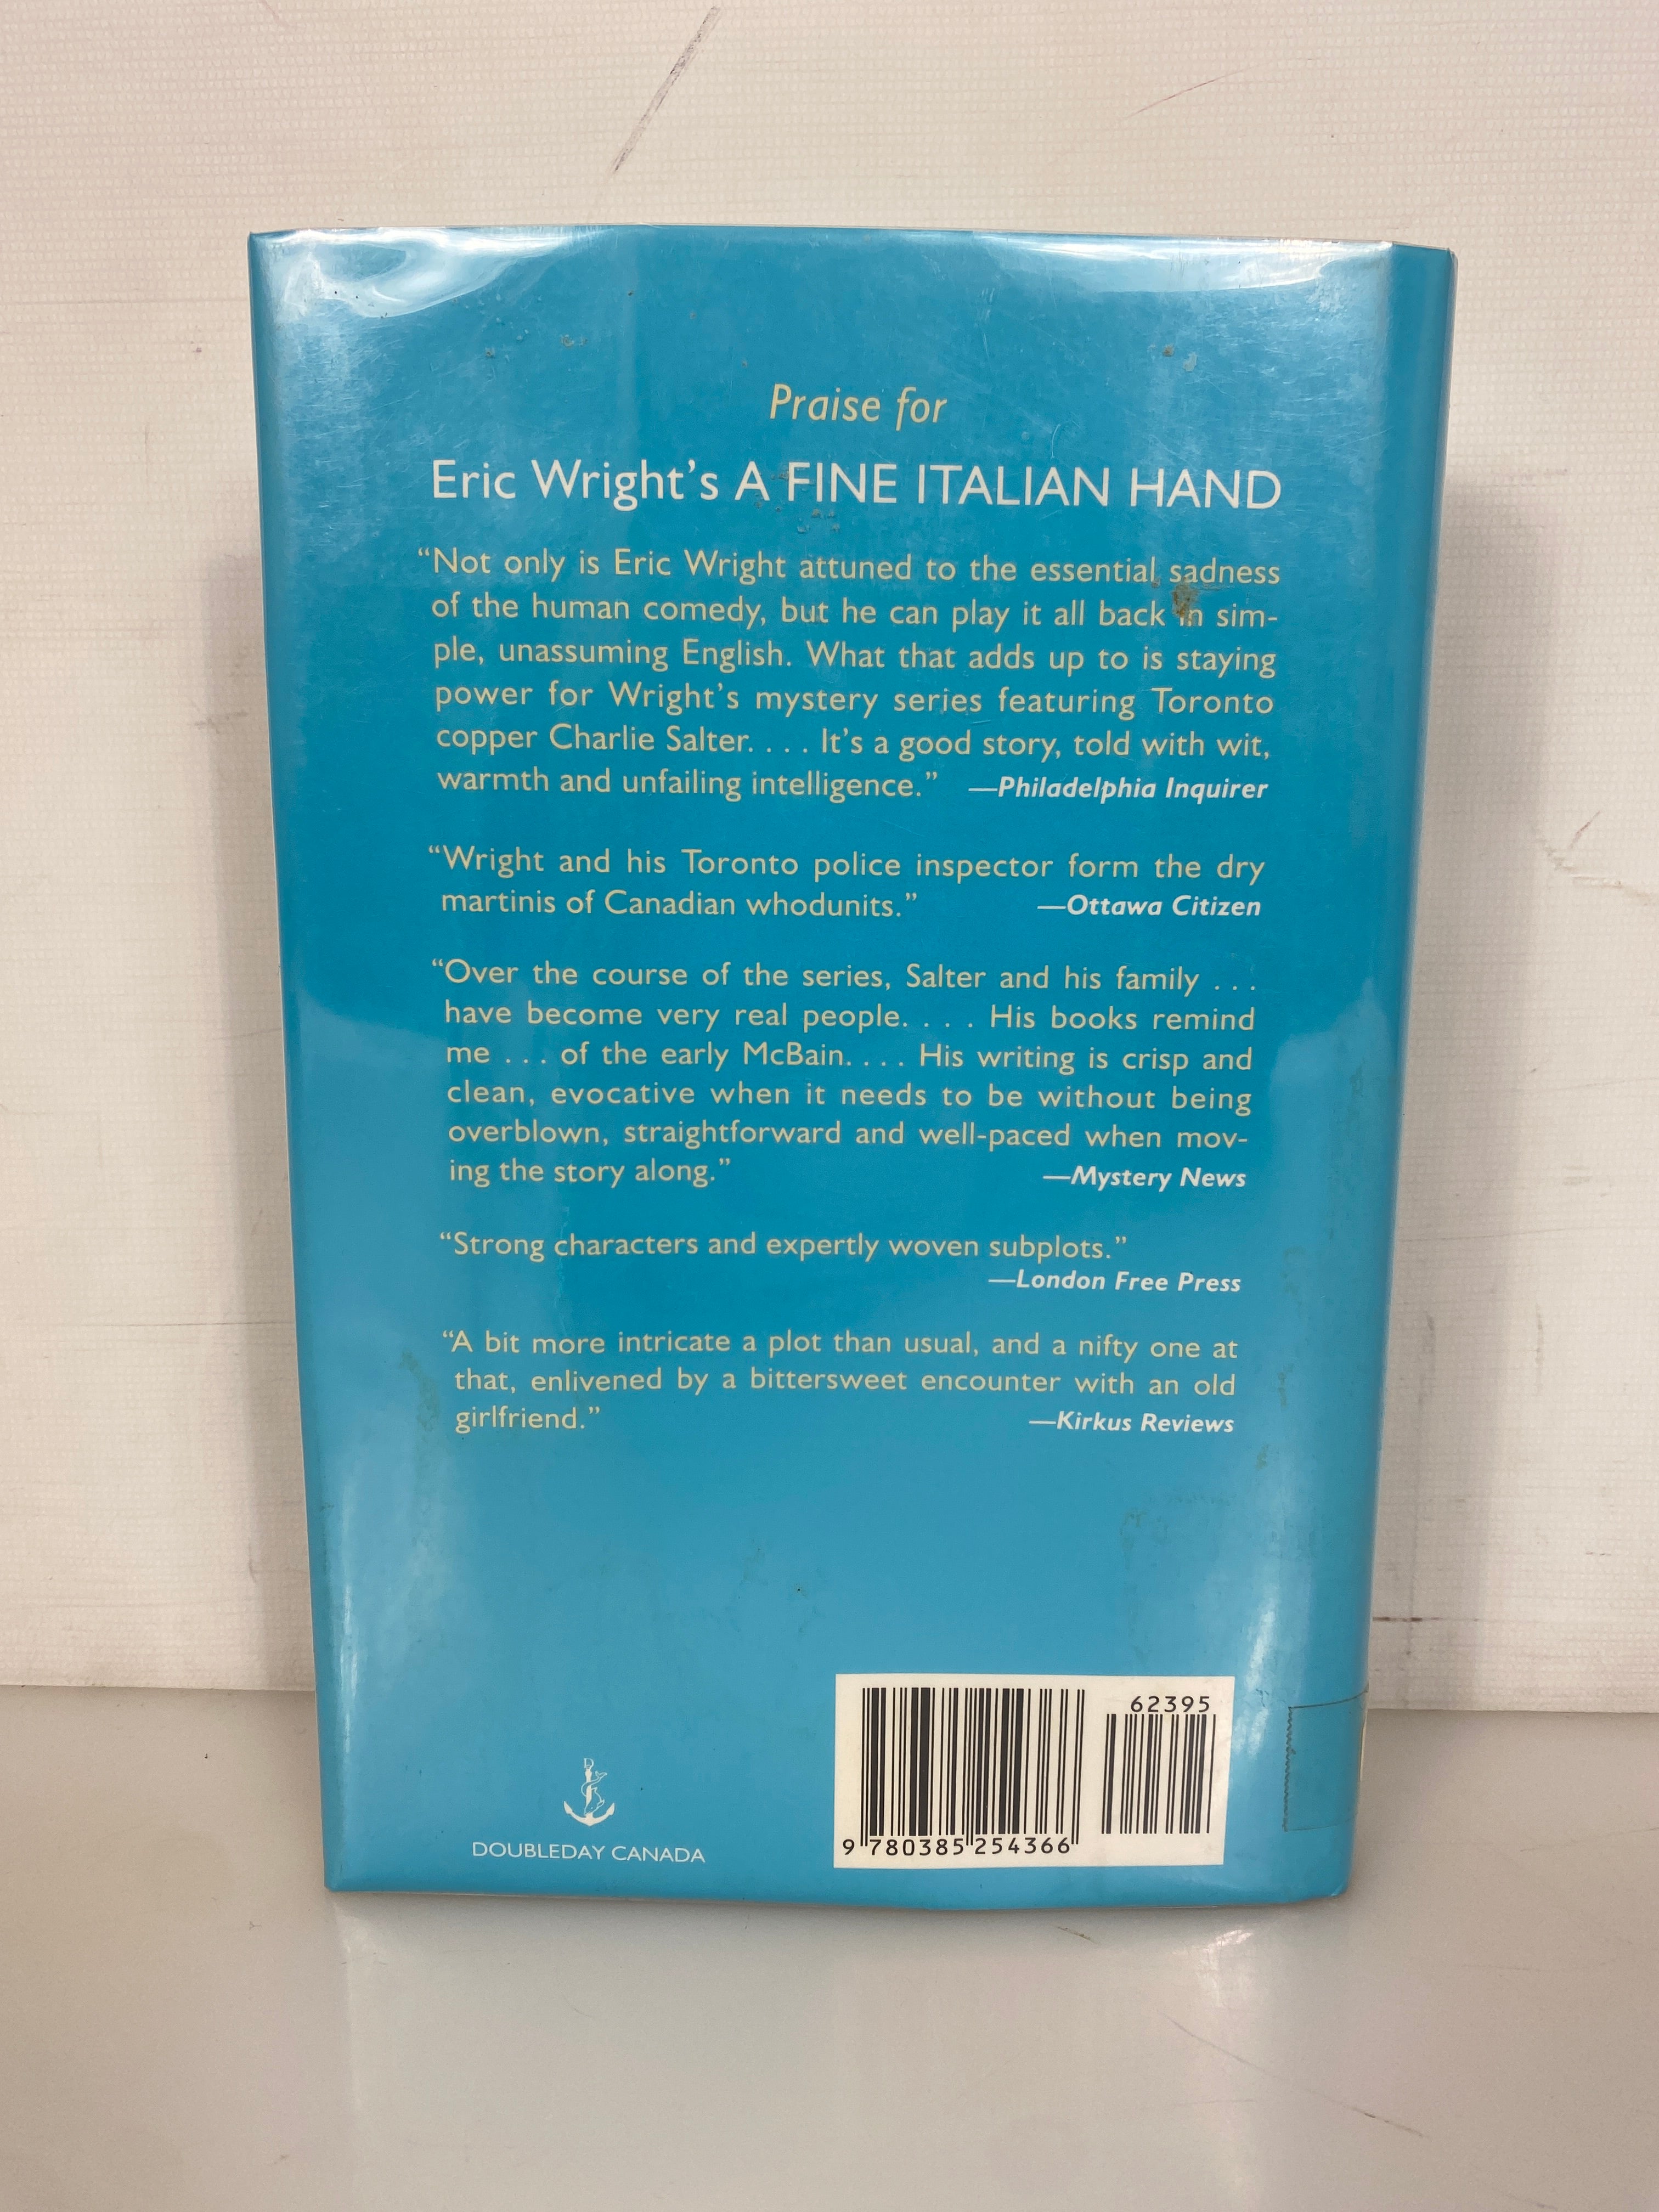 Praise for
Eric Wright's A FINE ITALIAN HAND
“Not only is Eric Wright attuned to the essential sadness
of the human comedy, but he can play it all back in sim-
ple, unassuming English. What that adds up to is staying
power for Wright's mystery series featuring Toronto
copper Charlie Salter. . . . It's a good story, told with wit,
warmth and unfailing intelligence.” —Philadelphia Inquirer
“Wright and his Toronto police inspector form the dry
martinis of Canadian whodunits.” —Ottawa Citizen
“Over the course of the series, Salter and his family . . .
have become very real people. . . . His books remind
me . . . of the early McBain. . . . His writing is crisp and
clean, evocative when it needs to be without being
overblown, straightforward and well-paced when mov-
ing the story along.” —Mystery News
“Strong characters and expertly woven subplots.”
—London Free Press
“A bit more intricate a plot than usual, and a nifty one at
that, enlivened by a bittersweet encounter with an old
girlfriend.” —Kirkus Reviews
D
DOUBLEDAY CANADA
62395
9 780385 254366